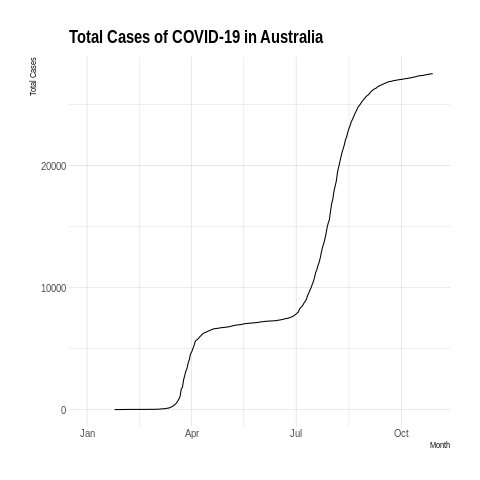 Total Cases of COVID-19 in Australia
Total Cases
20000
10000
0
Jan Apr Jul Oct
Month